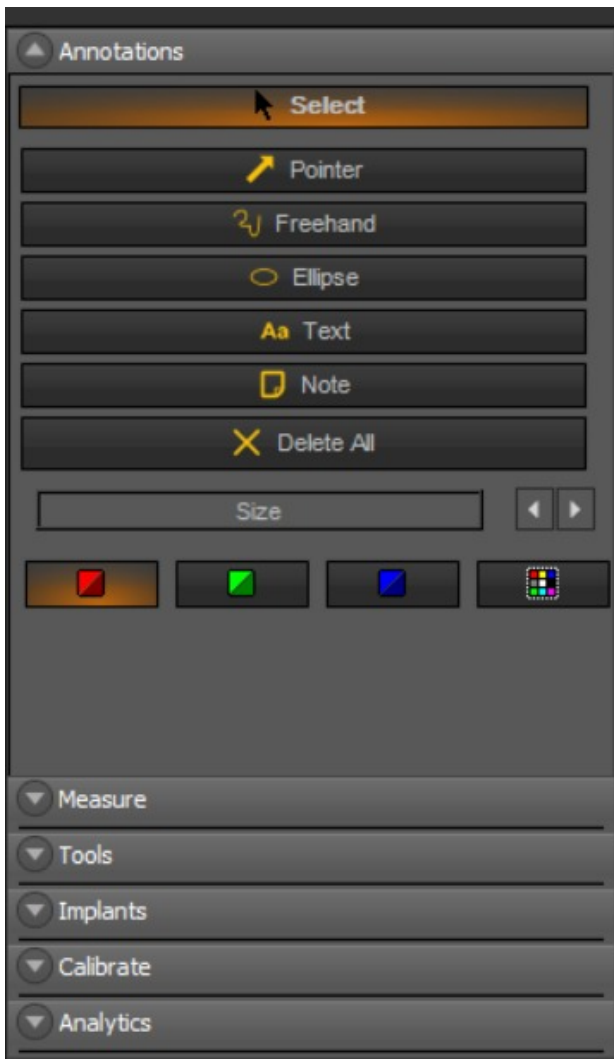 Annotations
Select
Pointer
Freehand
Ellipse
Aa Text
Note
Delete All
Size
Measure
Tools
Implants
Calibrate
Analytics